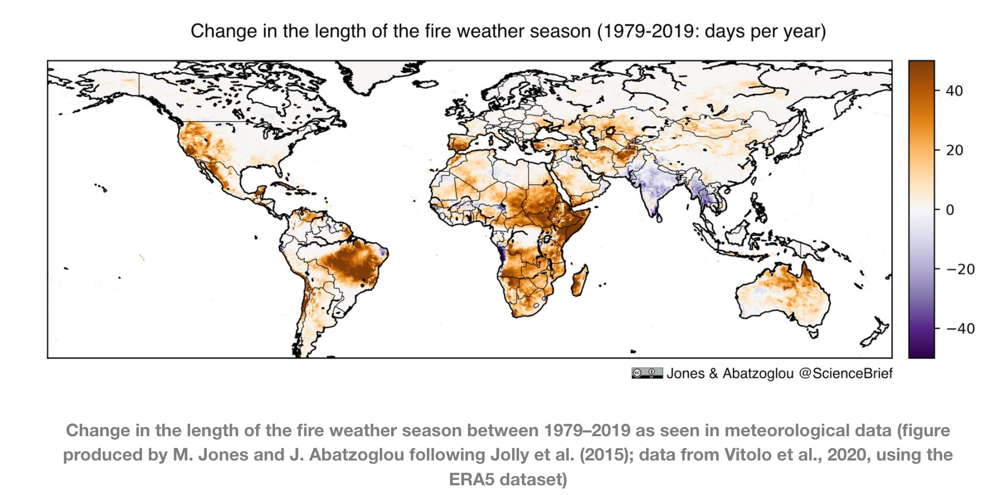 Change in the length of the fire weather season (1979-2019: days per year)
40
20
0
−20
−40
cc BY Jones & Abatzoglou @ScienceBrief
Change in the length of the fire weather season between 1979–2019 as seen in meteorological data (figure
produced by M. Jones and J. Abatzoglou following Jolly et al. (2015); data from Vitolo et al., 2020, using the
ERA5 dataset)